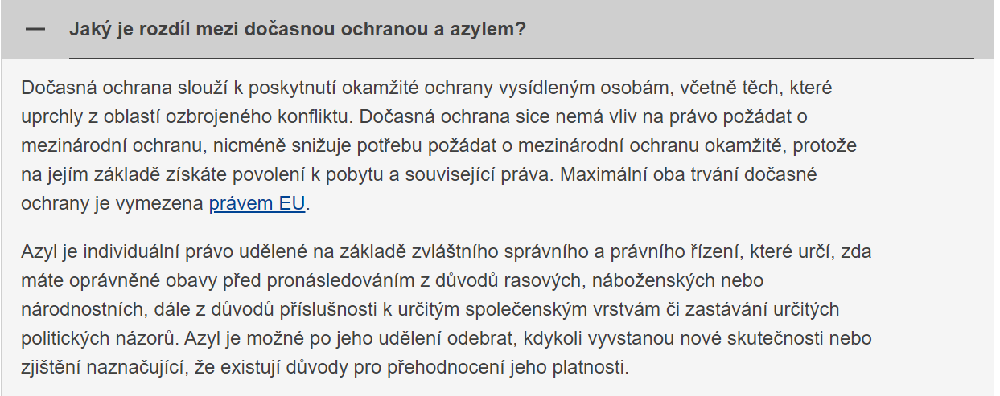 Jaký je rozdíl mezi dočasnou ochranou a azylem?
Dočasná ochrana slouží k poskytnutí okamžité ochrany vysídleným osobám, včetně těch, které
uprchly z oblastí ozbrojeného konfliktu. Dočasná ochrana sice nemá vliv na právo požádat o
mezinárodní ochranu, nicméně snižuje potřebu požádat o mezinárodní ochranu okamžitě, protože
na jejím základě získáte povolení k pobytu a související práva. Maximální oba trvání dočasné
ochrany je vymezena právem EU.
Azyl je individuální právo udělené na základě zvláštního správního a právního řízení, které určí, zda
máte oprávněné obavy před pronásledováním z důvodů rasových, náboženských nebo
národnostních, dále z důvodů příslušnosti k určitým společenským vrstvám či zastávání určitých
politických názorů. Azyl je možné po jeho udělení odebrat, kdykoli vyvstanou nové skutečnosti nebo
zjištění naznačující, že existují důvody pro přehodnocení jeho platnosti.